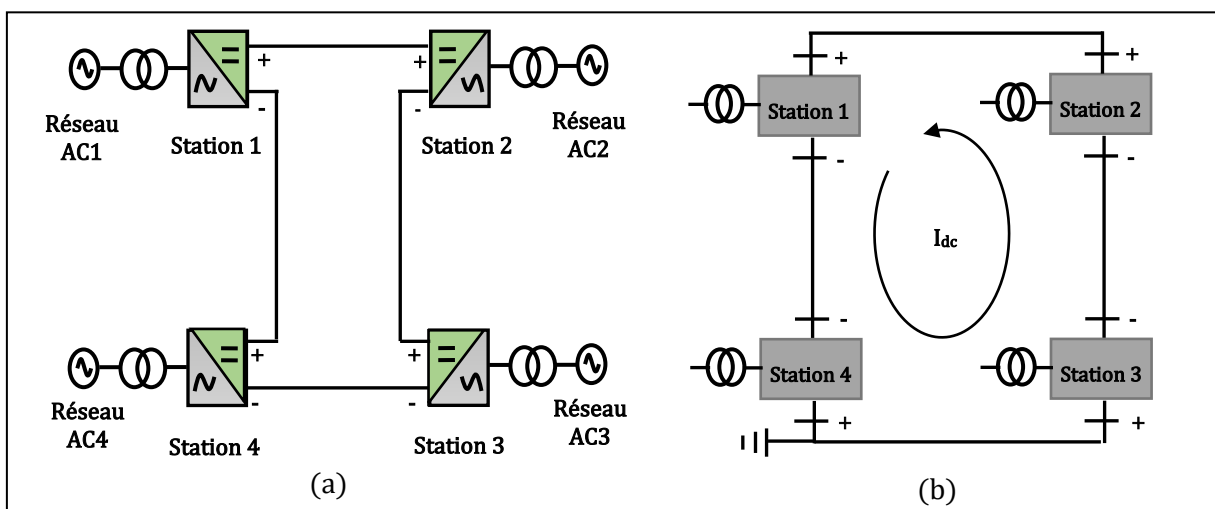 +
+
-
-
Réseau
AC1
Station 1
Station 2
Réseau
AC2
+
+
-
-
Réseau
AC4
Station 4
Station 3
Réseau
AC3
(a)
+
+
Station 1
Station 2
-
-
Idc
-
-
Station 4
Station 3
+
+
(b)